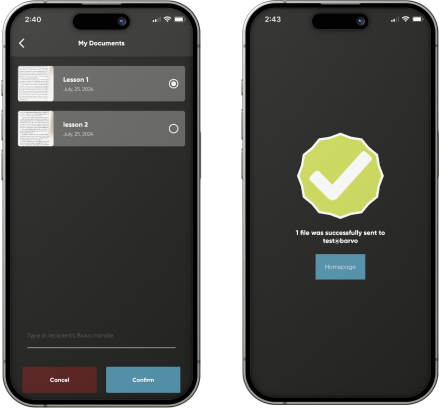 2:40
My Documents
Lesson 1
July, 25, 2024
lesson 2
July, 25, 2024
Type in recipient's Bravo handle
Cancel
Confirm
2:43
1 file was successfully sent to
test@barvo
Homepage